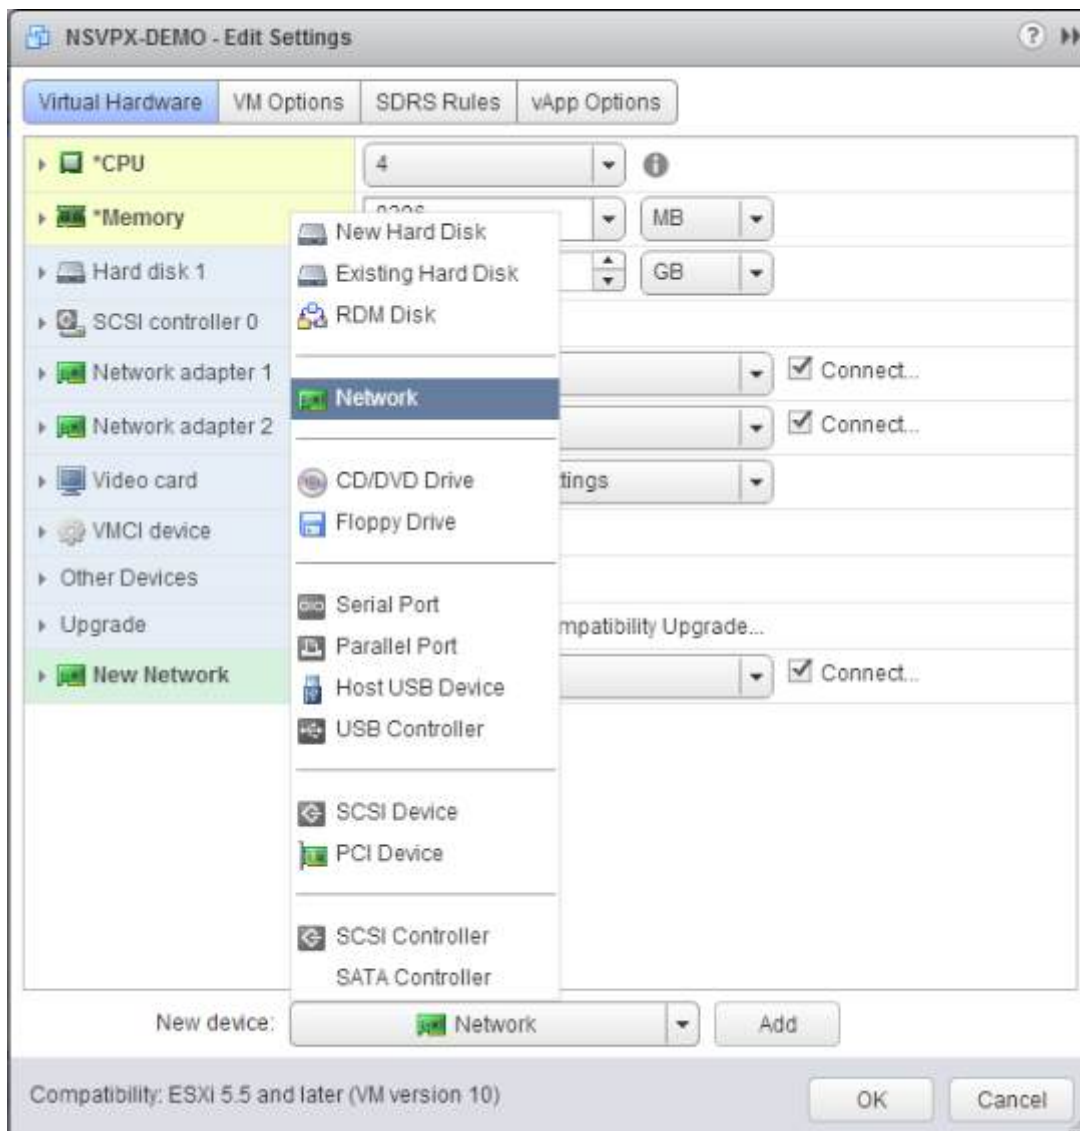 NSVPX-DEMO - Edit Settings ?
Virtual Hardware VM Options SDRS Rules vApp Options
*CPU 4
*Memory MB
New Hard Disk
Hard disk 1 Existing Hard Disk GB
SCSI controller 0 RDM Disk
Network adapter 1 Connect...
Network
Network adapter 2 Connect...
Video card CD/DVD Drive tings
VMCI device Floppy Drive
Other Devices
Serial Port
Upgrade mpatibility Upgrade...
Parallel Port
New Network Connect...
Host USB Device
USB Controller
SCSI Device
PCI Device
SCSI Controller
SATA Controller
New device: Network Add
Compatibility: ESXi 5.5 and later (VM version 10) OK Cancel